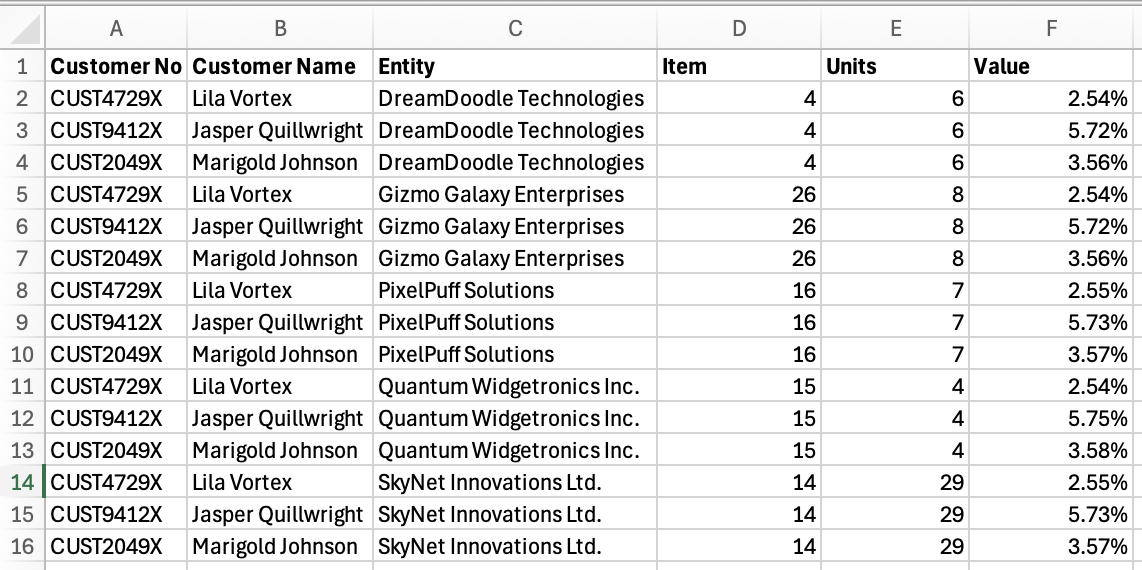 A B C D E F
1 Customer No Customer Name Entity Item Units Value
2 CUST4729X Lila Vortex DreamDoodle Technologies 4 6 2.54%
3 CUST9412X Jasper Quillwright DreamDoodle Technologies 4 6 5.72%
4 CUST2049X Marigold Johnson DreamDoodle Technologies 4 6 3.56%
5 CUST4729X Lila Vortex Gizmo Galaxy Enterprises 26 8 2.54%
6 CUST9412X Jasper Quillwright Gizmo Galaxy Enterprises 26 8 5.72%
7 CUST2049X Marigold Johnson Gizmo Galaxy Enterprises 26 8 3.56%
8 CUST4729X Lila Vortex PixelPuff Solutions 16 7 2.55%
9 CUST9412X Jasper Quillwright PixelPuff Solutions 16 7 5.73%
10 CUST2049X Marigold Johnson PixelPuff Solutions 16 7 3.57%
11 CUST4729X Lila Vortex Quantum Widgetronics Inc. 15 4 2.54%
12 CUST9412X Jasper Quillwright Quantum Widgetronics Inc. 15 4 5.75%
13 CUST2049X Marigold Johnson Quantum Widgetronics Inc. 15 4 3.58%
14 CUST4729X Lila Vortex SkyNet Innovations Ltd. 14 29 2.55%
15 CUST9412X Jasper Quillwright SkyNet Innovations Ltd. 14 29 5.73%
16 CUST2049X Marigold Johnson SkyNet Innovations Ltd. 14 29 3.57%